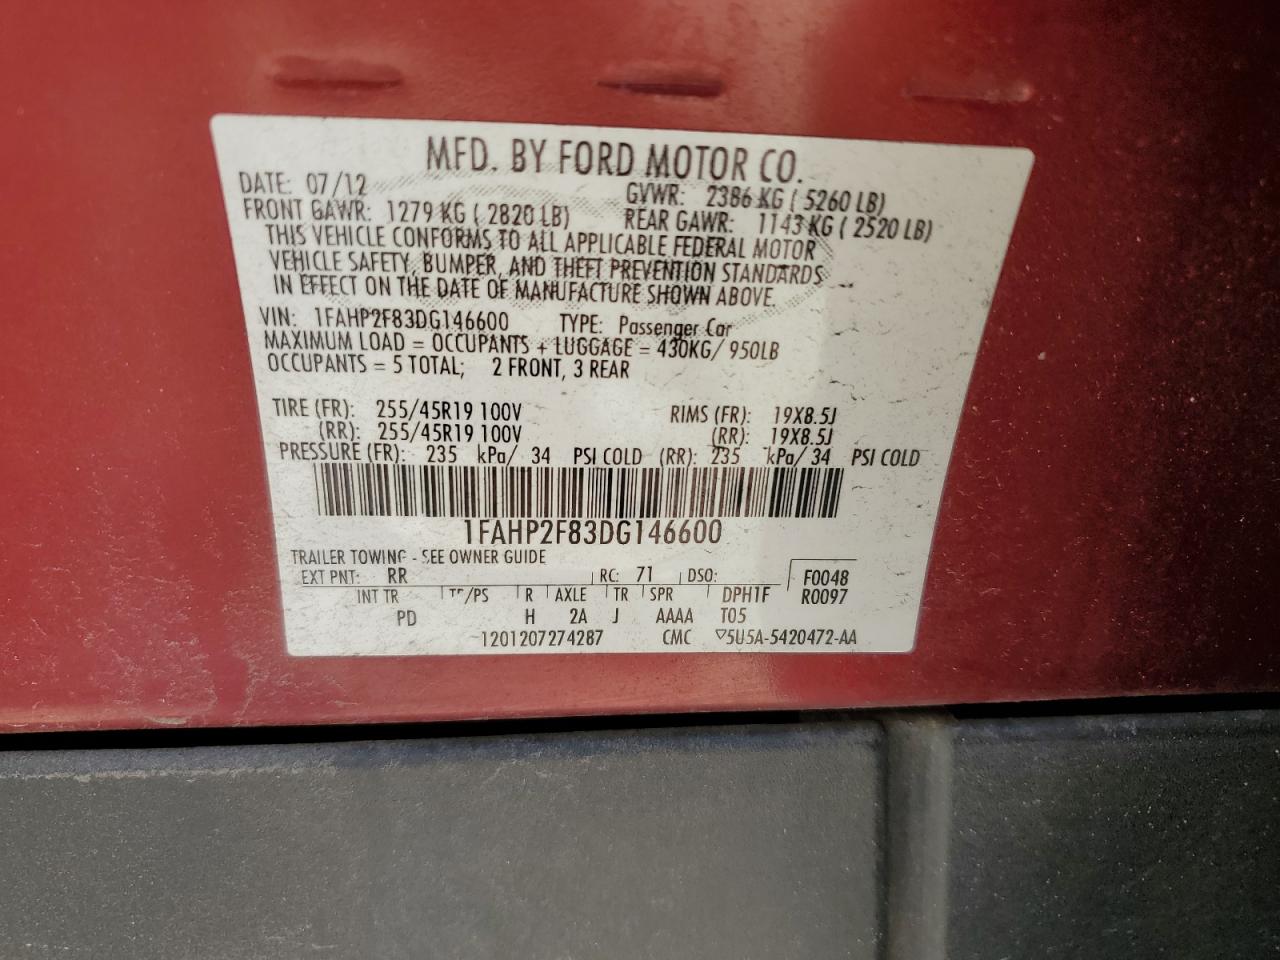 MFD. BY FORD MOTOR CO.
DATE: 07/12 GVWR: 2386 KG ( 5260 LB)
FRONT GAWR: 1279 KG ( 2820 LB) REAR GAWR: 1143 KG ( 2520 LB)
THIS VEHICLE CONFORMS TO ALL APPLICABLE FEDERAL MOTOR
VEHICLE SAFETY, BUMPER, AND THEFT PREVENTION STANDARDS
IN EFFECT ON THE DATE OF MANUFACTURE SHOWN ABOVE.
VIN: 1FAHP2F83DG146600 TYPE: Passenger Car
MAXIMUM LOAD = OCCUPANTS + LUGGAGE = 430KG/ 950LB
OCCUPANTS = 5 TOTAL; 2 FRONT, 3 REAR
TIRE (FR): 255/45R19 100V RIMS (FR): 19X8.5J
(RR): 255/45R19 100V (RR): 19X8.5J
PRESSURE (FR): 235 kPa/ 34 PSI COLD (RR): 235 kPa/ 34 PSI COLD
1FAHP2F83DG146600
TRAILER TOWING - SEE OWNER GUIDE
EXT PNT: RR RC: 71 DSO: F0048
INT TR TP/PS R AXLE TR SPR DPH1F R0097
PD H 2A J AAAA T05
1201207274287 CMC ▽5U5A-5420472-AA